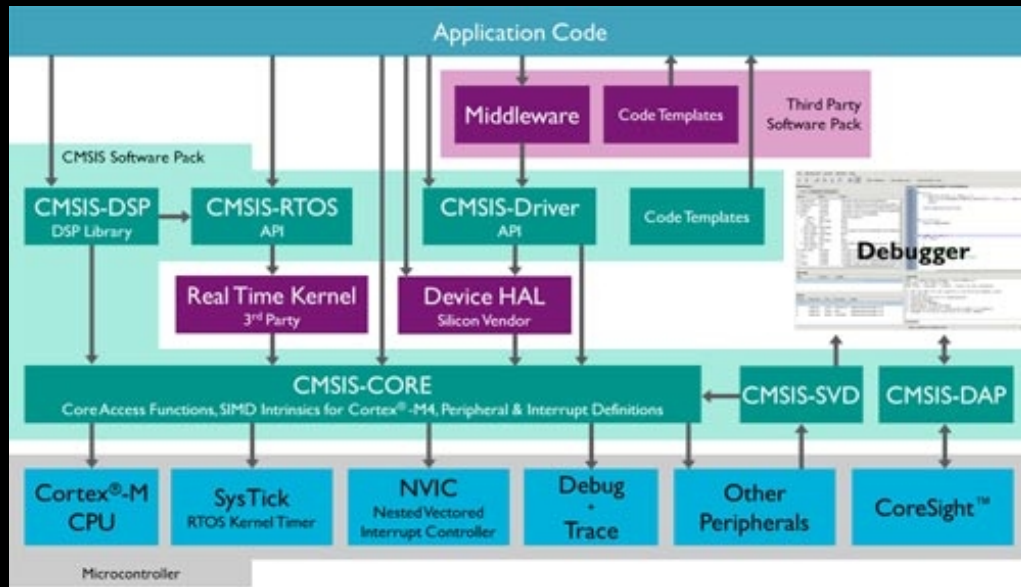 Application Code
Middleware
Code Templates
Third Party
Software Pack
CMSIS Software Pack
CMSIS-DSP
DSP Library
CMSIS-RTOS
API
CMSIS-Driver
API
Code Templates
Debugger
Real Time Kernel
3rd Party
Device HAL
Silicon Vendor
CMSIS-CORE
Core Access Functions, SIMD Intrinsics for Cortex®-M4, Peripheral & Interrupt Definitions
CMSIS-SVD
CMSIS-DAP
Cortex®-M
CPU
SysTick
RTOS Kernel Timer
NVIC
Nested Vectored
Interrupt Controller
Debug
+
Trace
Other
Peripherals
CoreSight™
Microcontroller